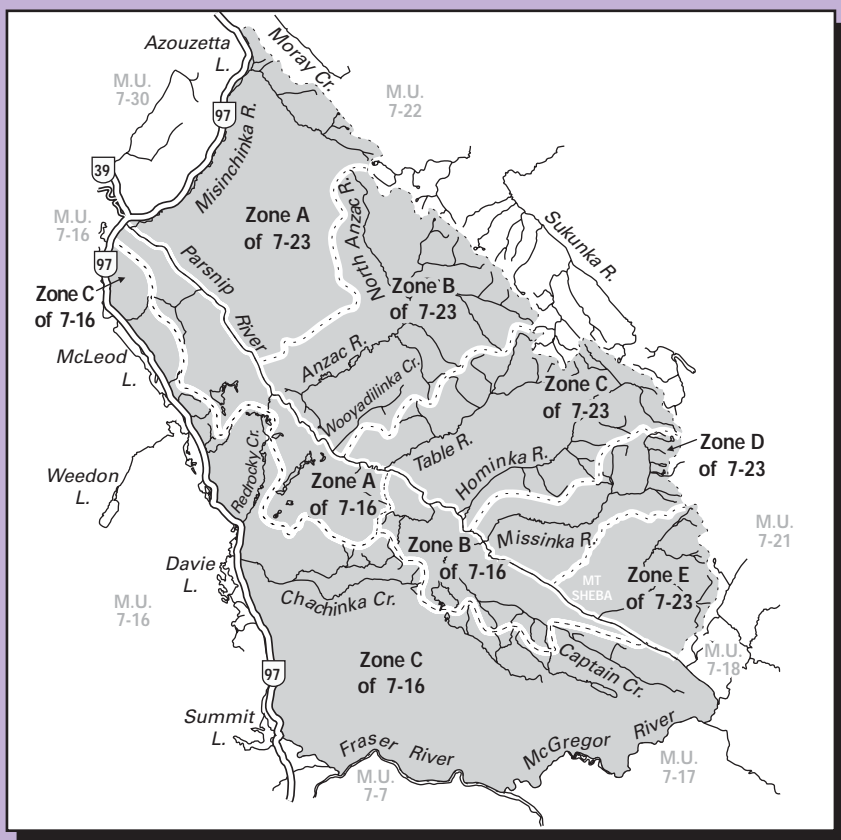 Azouzetta
L.
Moray Cr.
M.U.
7-30
M.U.
7-22
97
Misinchinka R.
39
M.U.
7-16
Zone A
of 7-23
North Anzac R.
Sukunka R.
97
Parsnip
River
Zone C
of 7-16
Zone B
of 7-23
McLeod
L.
Anzac R.
Wooyadilinka Cr.
Zone C
of 7-23
Zone D
of 7-23
Table R.
Hominka R.
Redrocky Cr.
Weedon
L.
Zone A
of 7-16
Missinka R.
M.U.
7-21
Zone B
of 7-16
Davie
L.
MT
SHEBA
Zone E
of 7-23
M.U.
7-16
Chachinka Cr.
Zone C
of 7-16
Captain Cr.
M.U.
7-18
97
Summit
L.
Fraser River
McGregor River
M.U.
7-7
M.U.
7-17